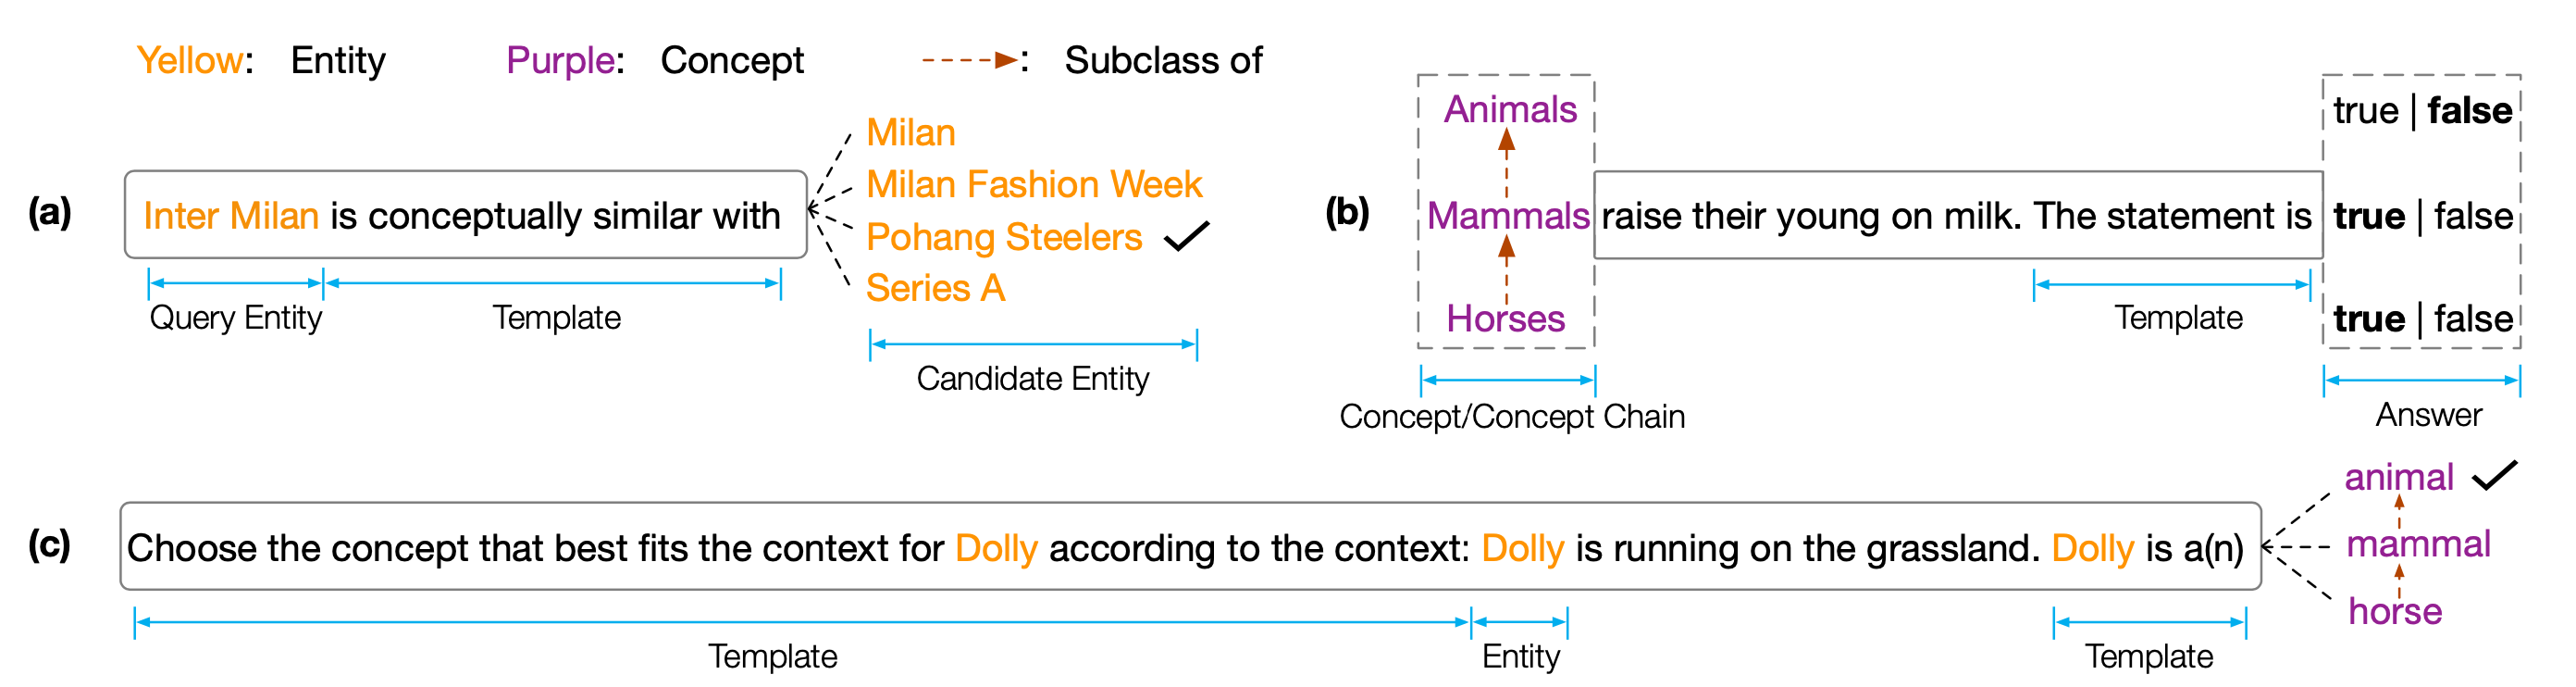 Yellow: Entity Purple: Concept : Subclass of
(a)
Inter Milan is conceptually similar with
Milan
Milan Fashion Week
Pohang Steelers
Series A
Query Entity
Template
Candidate Entity
(b)
Animals
Mammals
Horses
raise their young on milk. The statement is
true | false
true | false
true | false
Template
Concept/Concept Chain
Answer
(c)
Choose the concept that best fits the context for Dolly according to the context: Dolly is running on the grassland. Dolly is a(n)
animal
mammal
horse
Template
Entity
Template